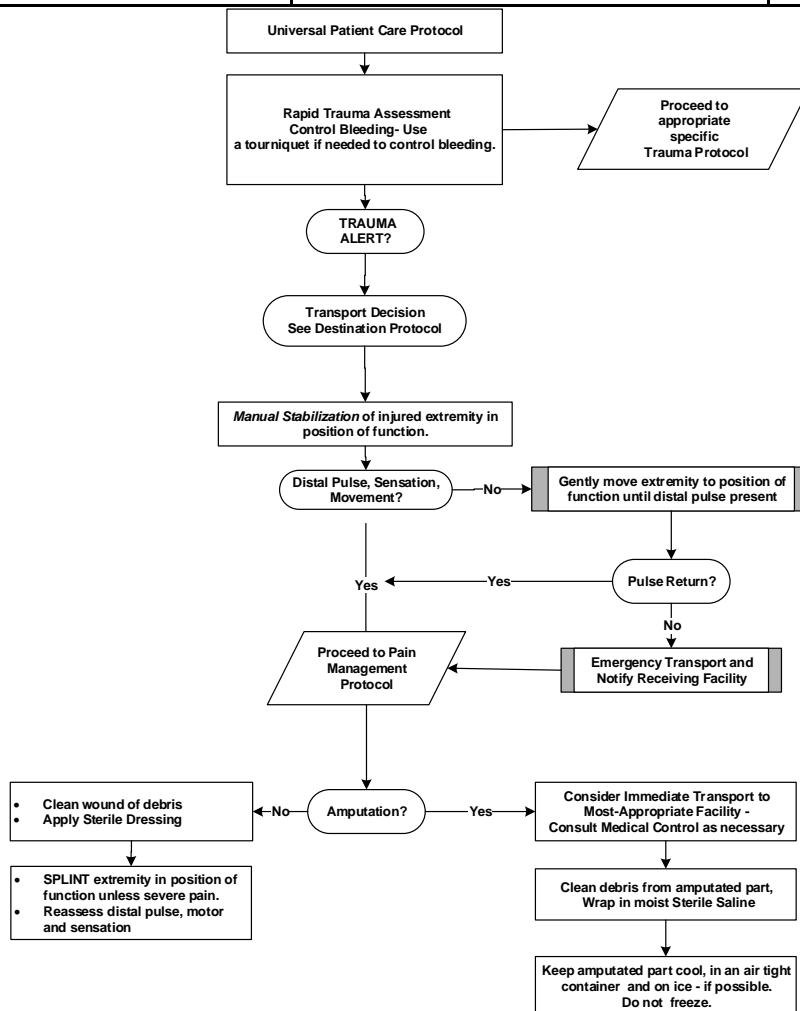 Universal Patient Care Protocol
Rapid Trauma Assessment
Control Bleeding- Use
a tourniquet if needed to control bleeding.
Proceed to
appropriate
specific
Trauma Protocol
TRAUMA
ALERT?
Transport Decision
See Destination Protocol
Manual Stabilization of injured extremity in
position of function.
Distal Pulse, Sensation,
Movement?
No
Gently move extremity to position of
function until distal pulse present
Yes
Yes
Pulse Return?
No
Proceed to Pain
Management
Protocol
Emergency Transport and
Notify Receiving Facility
• Clean wound of debris
• Apply Sterile Dressing
No
Amputation?
Yes
Consider Immediate Transport to
Most-Appropriate Facility -
Consult Medical Control as necessary
• SPLINT extremity in position of
function unless severe pain.
• Reassess distal pulse, motor
and sensation
Clean debris from amputated part,
Wrap in moist Sterile Saline
Keep amputated part cool, in an air tight
container and on ice - if possible.
Do not freeze.